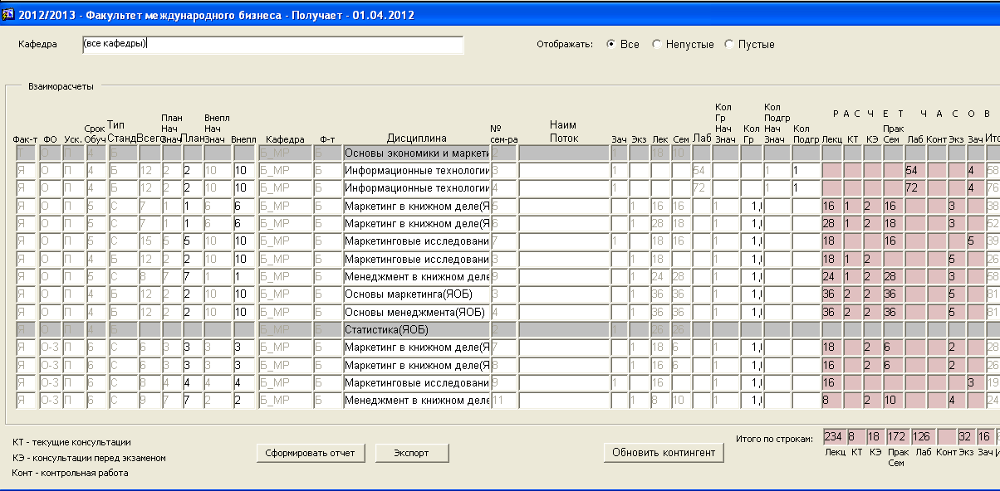 2012/2013 - Факультет международного бизнеса - Получает - 01.04.2012
Кафедра (все кафедры) Отображать: Все Непустые Пустые
Взаиморасчеты
Фак-т ФО Уск. Срок Обуч Тип Станд Всего План Нач Знач План Внепл Нач Знач Внепл Кафедра Ф-т Дисциплина № сем-ра Наим Поток Зач Экз Лек Сем Лаб Кол Гр Нач Знач Кол Гр Кол Подгр Нач Знач Кол Подгр Р А С Ч Е Т Ч А С О В Лекц КТ КЭ Прак Сем Лаб Конт Экз Зач Ито
Т О П 4 Б Б_МР Б Основы экономики и маркети 2 1 18 10
Я О П 4 Б 12 2 2 10 10 Б_МР Б Информационные технологии 3 1 54 1 1 54 4 58
Я О П 4 Б 12 2 2 10 10 Б_МР Б Информационные технологии 4 1 72 1 1 72 4 76
Я О П 5 С 7 1 1 6 6 Б_МР Б Маркетинг в книжном деле(Я 5 1 16 16 1 1, 16 1 2 16 3 38
Я О П 5 С 7 1 1 6 6 Б_МР Б Маркетинг в книжном деле(Я 6 1 28 18 1 1, 28 1 2 18 3 52
Я О П 5 С 15 5 5 10 10 Б_МР Б Маркетинговые исследовани 7 1 18 16 1 1, 18 16 5 39
Я О П 4 Б 12 2 2 10 10 Б_МР Б Маркетинговые исследовани 3 1 18 1 1, 18 1 2 5 26
Я О П 5 С 8 7 7 1 1 Б_МР Б Менеджмент в книжном деле 9 1 24 28 1 1, 24 1 2 28 3 58
Я О П 4 Б 12 2 2 10 10 Б_МР Б Основы маркетинга(ЯОБ) 3 1 36 36 1 1, 36 2 2 36 5 81
Я О П 4 Б 12 2 2 10 10 Б_МР Б Основы менеджмента(ЯОБ) 4 1 36 36 1 1, 36 2 2 36 5 81
Я О П 4 Б Б_МР Б Статистика(ЯОБ) 2 1 26 26
Я О-З П 6 С 6 3 3 3 3 Б_МР Б Маркетинг в книжном деле(Я 7 1 18 6 1 1, 18 2 6 2 28
Я О-З П 6 С 6 3 3 3 3 Б_МР Б Маркетинг в книжном деле(Я 8 1 16 6 1 1, 16 2 6 2 26
Я О-З П 6 С 8 4 4 4 4 Б_МР Б Маркетинговые исследовани 9 1 16 1 1, 16 3 19
Я О-З П 6 С 9 7 7 2 2 Б_МР Б Менеджмент в книжном деле 11 1 8 10 1 1, 8 2 10 4 24
КТ - текущие консультации
КЭ - консультации перед экзаменом
Конт - контрольная работа
Сформировать отчет Экспорт Обновить контингент
Итого по строкам: 234 8 18 172 126 32 16
Лекц КТ КЭ Прак Сем Лаб Конт Экз Зач